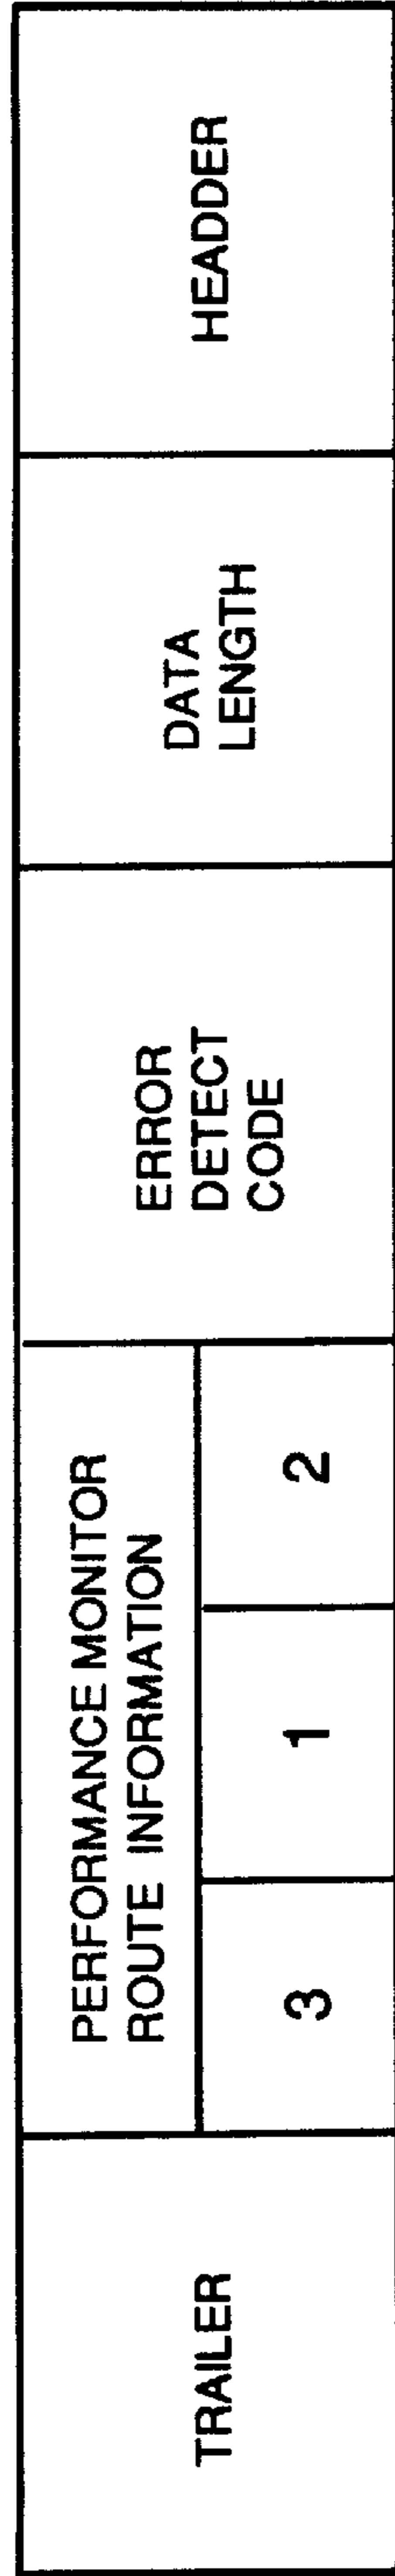 TRAILER
PERFORMANCE MONITOR
ROUTE INFORMATION
3
1
2
ERROR
DETECT
CODE
DATA
LENGTH
HEADDER